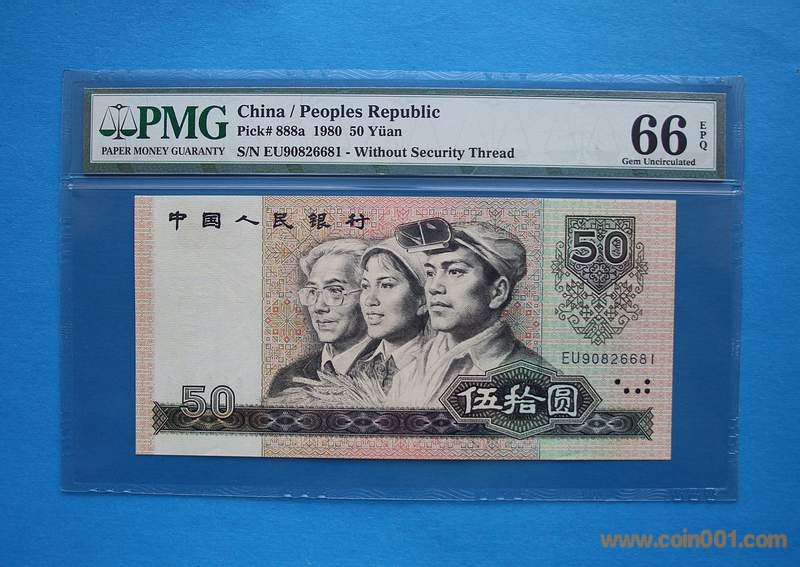 PMG
PAPER MONEY GUARANTY
China / Peoples Republic
Pick# 888a 1980 50 Yüan
S/N EU90826681 - Without Security Thread
66 EPQ
Gem Uncirculated
中国人民银行
50
EU90826681
50
伍拾圆
www.coin001.com